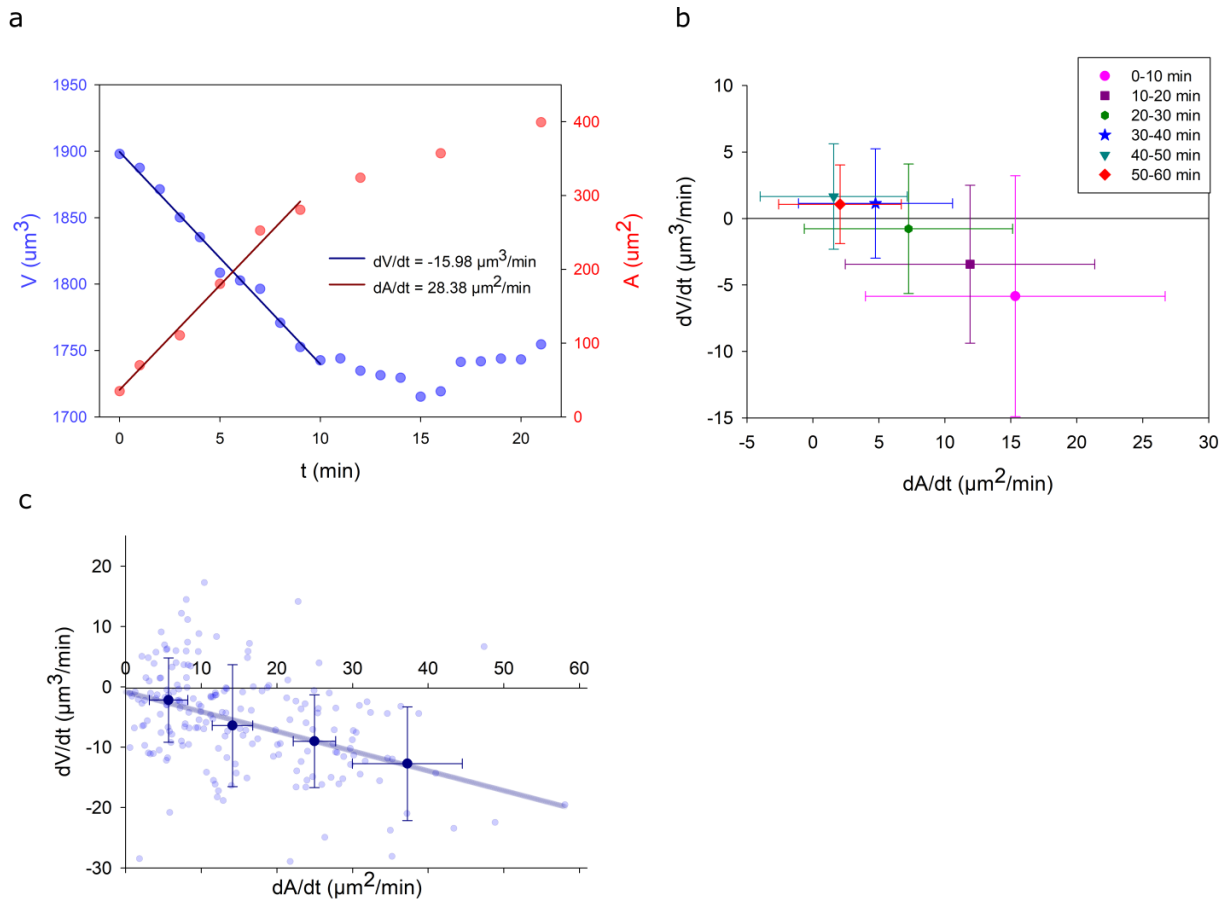 a
V (um³)
1950
1900
1850
1800
1750
1700
0
5
10
15
20
t (min)
400
300
200
100
0
A (um²)
dV/dt = -15.98 µm³/min
dA/dt = 28.38 µm²/min
b
dV/dt (µm³/min)
10
5
0
-5
-10
-15
-5
0
5
10
15
20
25
30
dA/dt (µm²/min)
0-10 min
10-20 min
20-30 min
30-40 min
40-50 min
50-60 min
c
dV/dt (µm³/min)
20
10
0
-10
-20
-30
0
10
20
30
40
50
60
dA/dt (µm²/min)